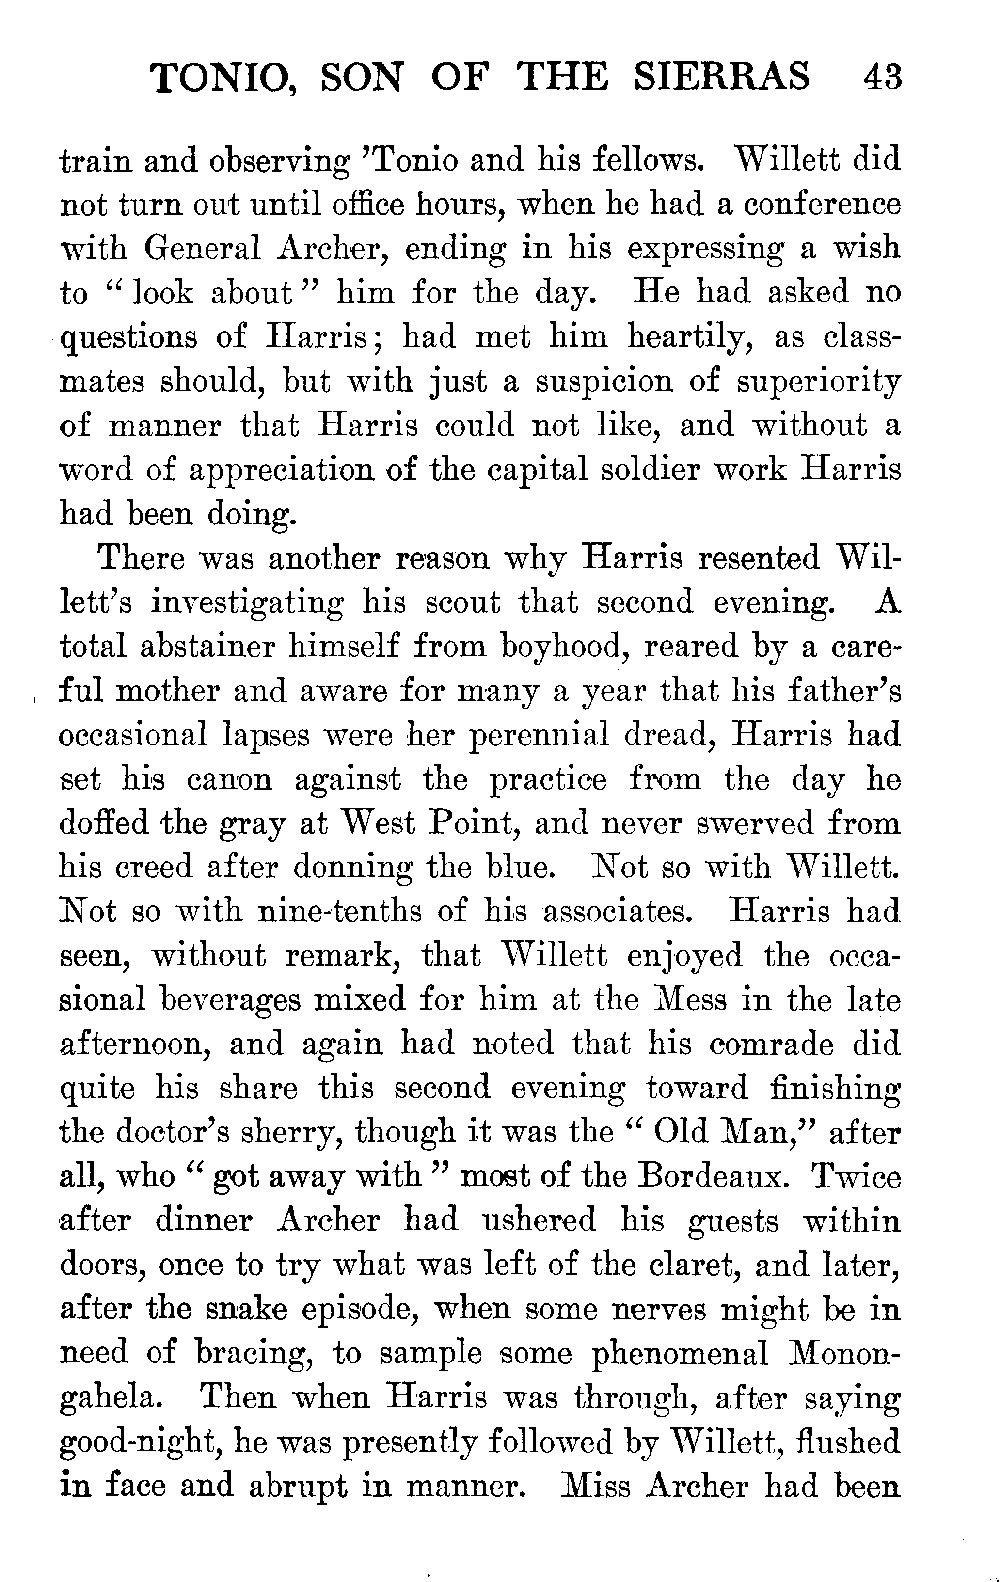 TONIO, SON OF THE SIERRAS 43
train and observing ’Tonio and his fellows. Willett did
not turn out until office hours, when he had a conference
with General Archer, ending in his expressing a wish
to “ look about ” him for the day. He had asked no
questions of Harris; had met him heartily, as class-
mates should, but with just a suspicion of superiority
of manner that Harris could not like, and without a
word of appreciation of the capital soldier work Harris
had been doing.
There was another reason why Harris resented Wil-
lett’s investigating his scout that second evening. A
total abstainer himself from boyhood, reared by a care-
ful mother and aware for many a year that his father’s
occasional lapses were her perennial dread, Harris had
set his canon against the practice from the day he
doffed the gray at West Point, and never swerved from
his creed after donning the blue. Not so with Willett.
Not so with nine-tenths of his associates. Harris had
seen, without remark, that Willett enjoyed the occa-
sional beverages mixed for him at the Mess in the late
afternoon, and again had noted that his comrade did
quite his share this second evening toward finishing
the doctor’s sherry, though it was the “ Old Man,” after
all, who “ got away with ” most of the Bordeaux. Twice
after dinner Archer had ushered his guests within
doors, once to try what was left of the claret, and later,
after the snake episode, when some nerves might be in
need of bracing, to sample some phenomenal Monon-
gahela. Then when Harris was through, after saying
good-night, he was presently followed by Willett, flushed
in face and abrupt in manner. Miss Archer had been